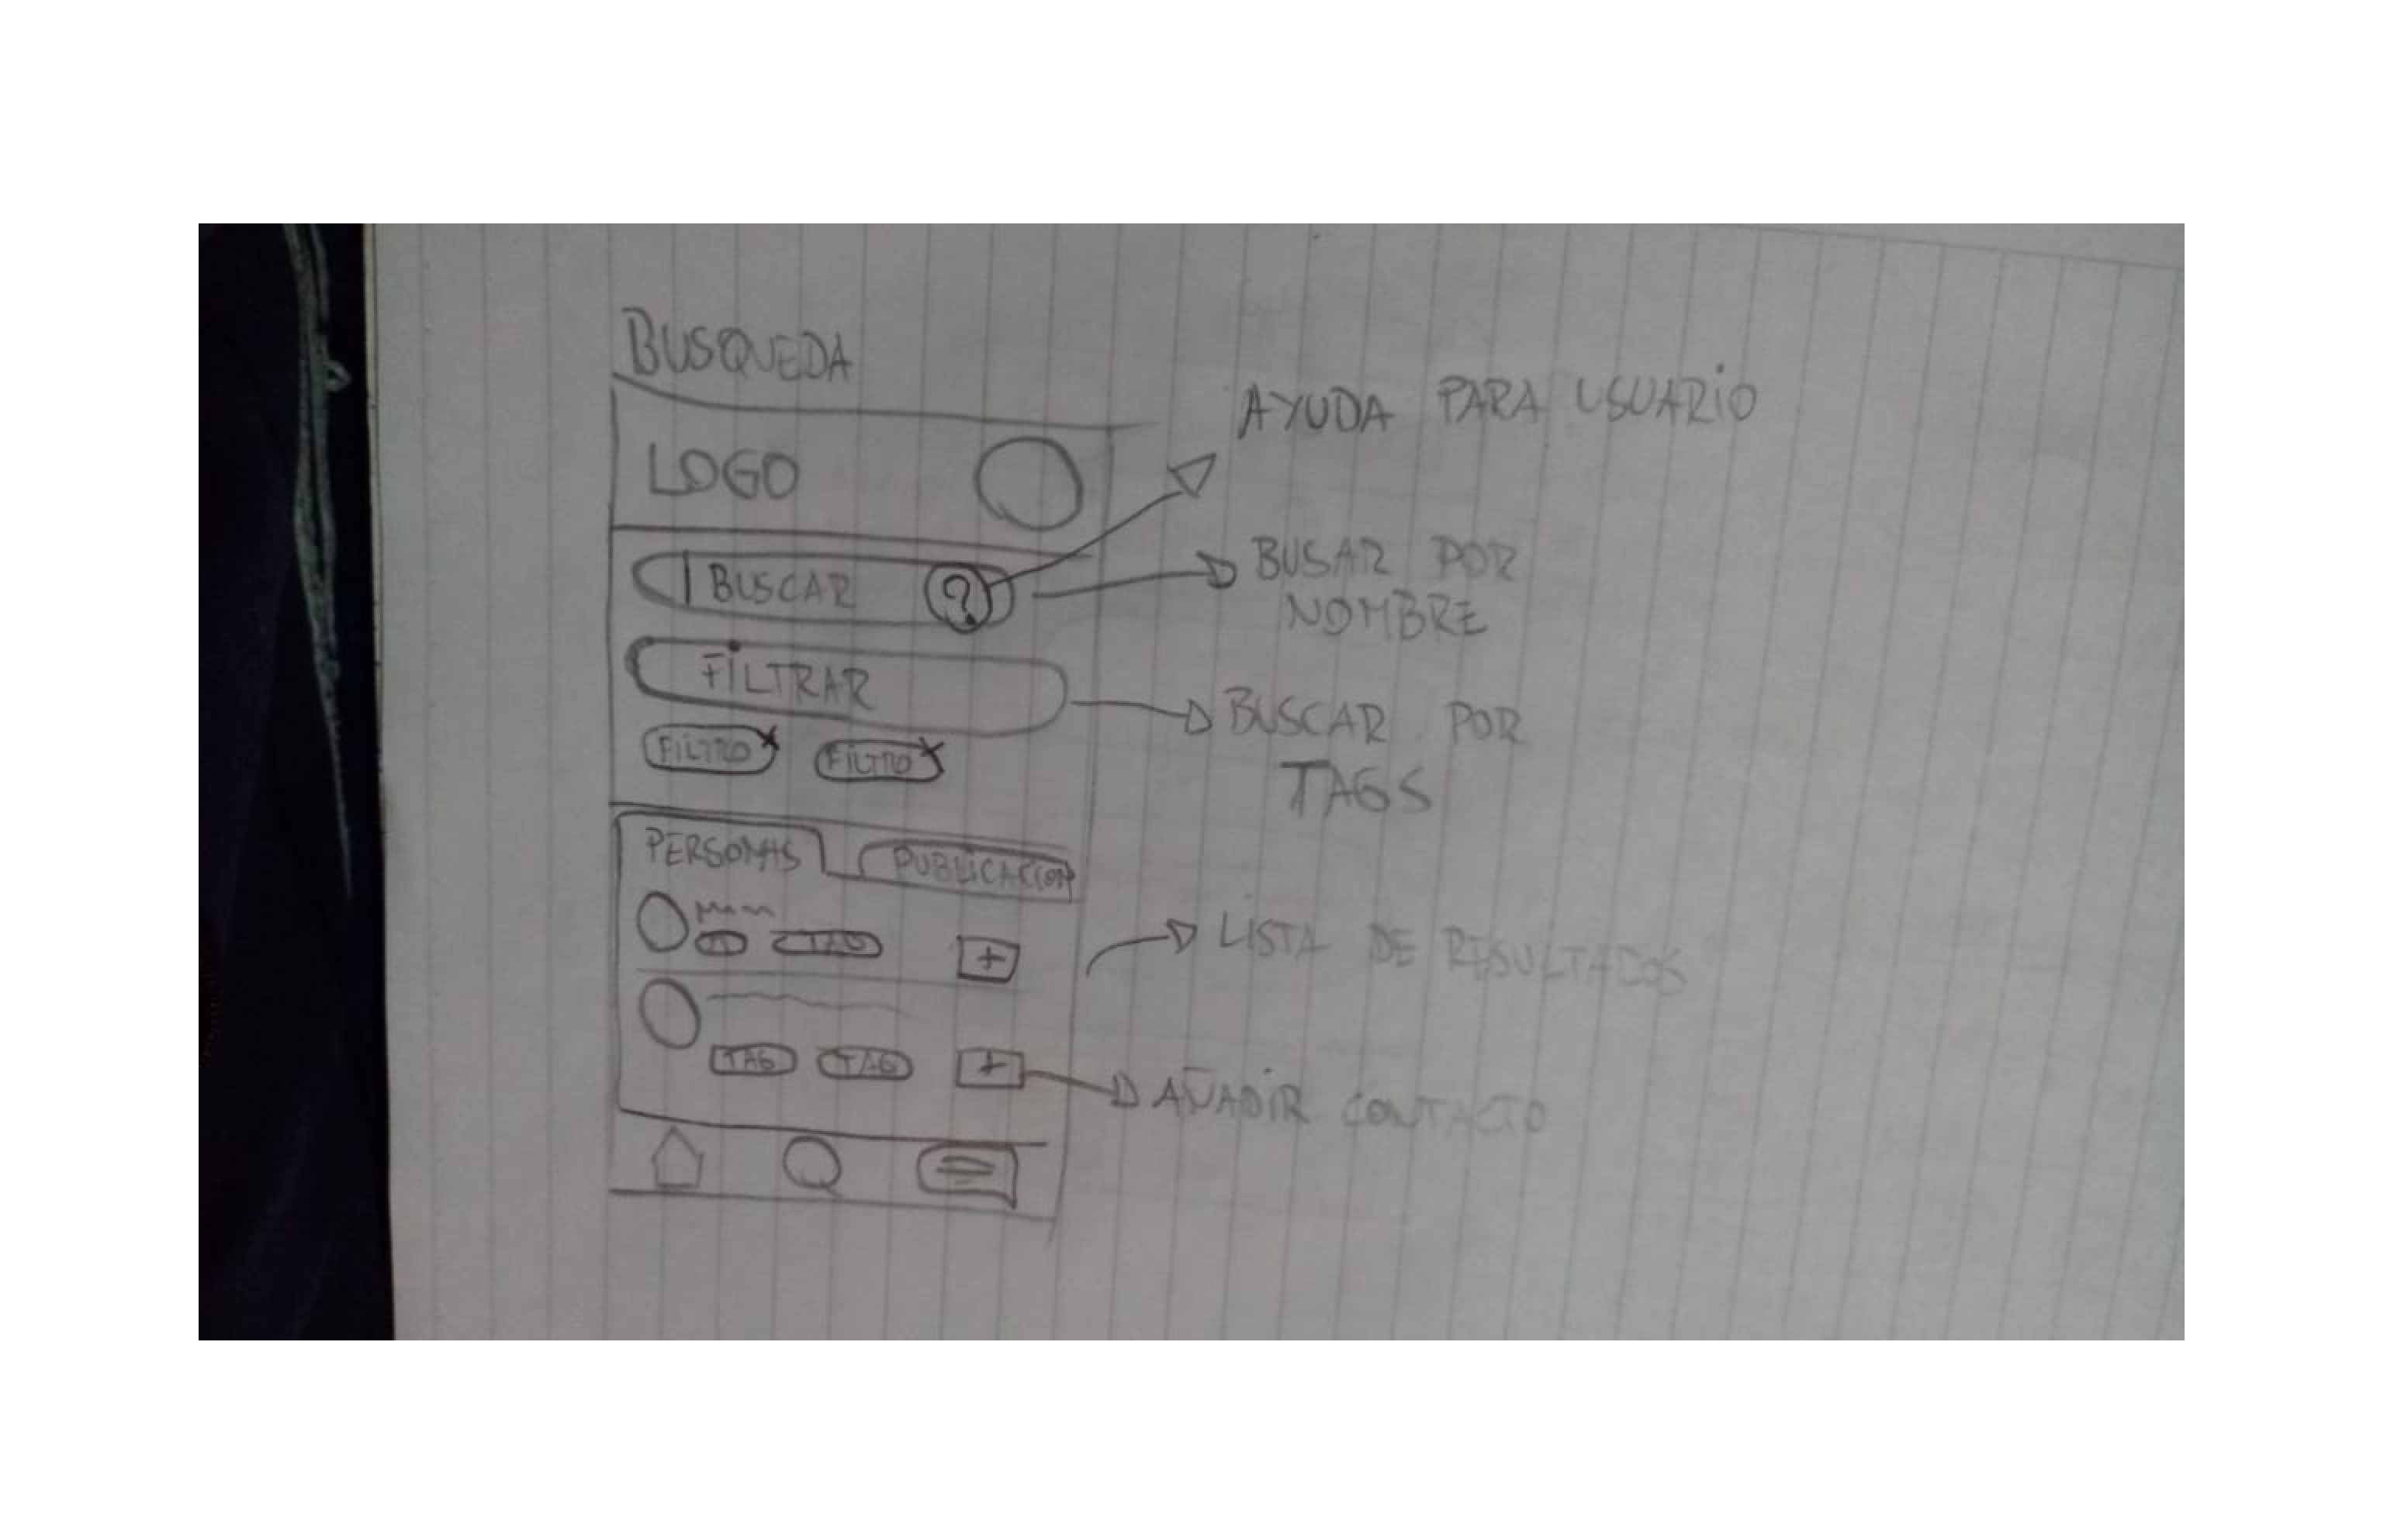 BUSQUEDA
LOGO
BUSCAR ?
FILTRAR
FILTRO X FILTRO X
PERSONAS PUBLICACION
TAG
+
TAG TAG +
AYUDA PARA USUARIO
BUSAR POR
NOMBRE
BUSCAR POR
TAGS
LISTA DE RESULTADOS
AÑADIR CONTACTO